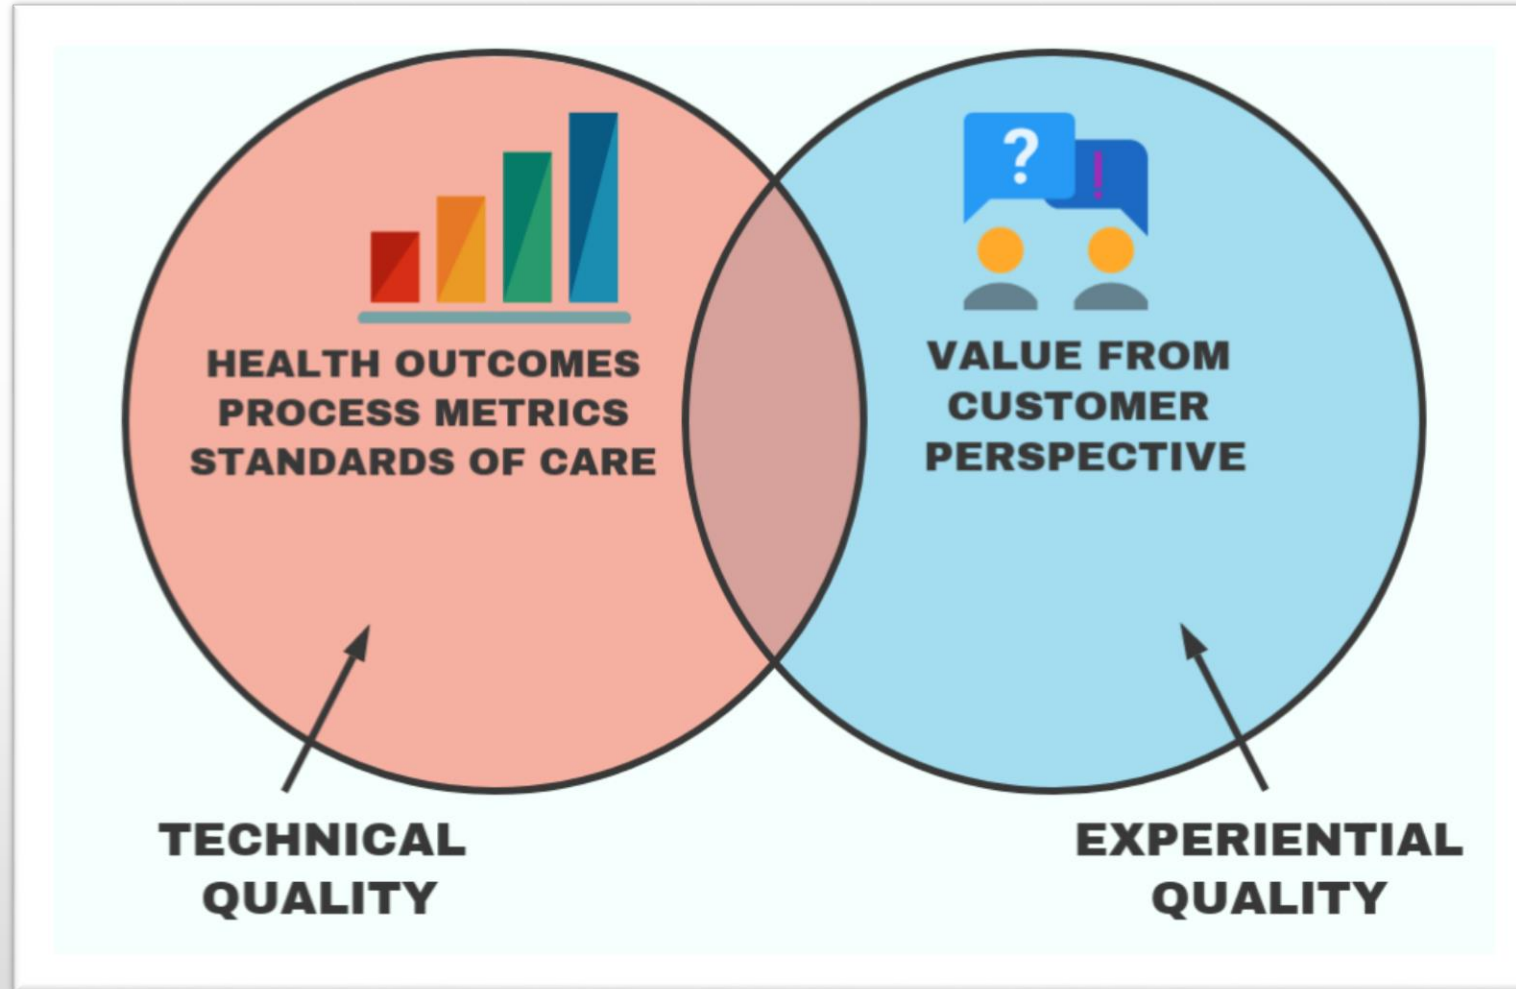 ?
!
HEALTH OUTCOMES
PROCESS METRICS
STANDARDS OF CARE
VALUE FROM
CUSTOMER
PERSPECTIVE
TECHNICAL
QUALITY
EXPERIENTIAL
QUALITY